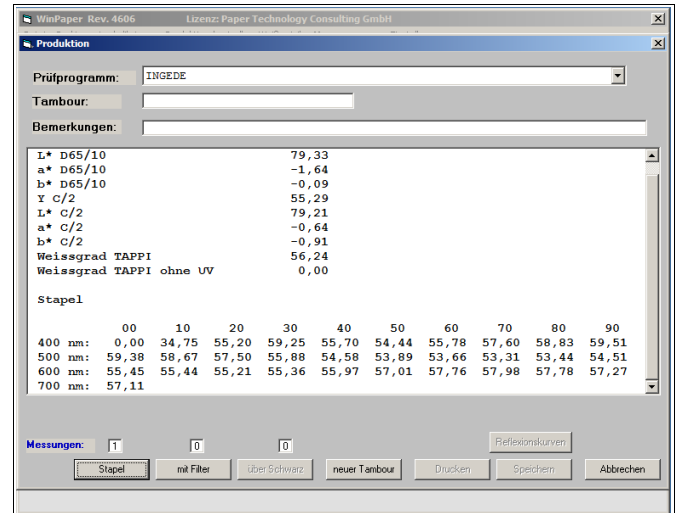 WinPaper Rev. 4606 Lizenz: Paper Technology Consulting GmbH
Produktion
Prüfprogramm: INGEDE
Tambour:
Bemerkungen:
L* D65/10 79,33
a* D65/10 -1,64
b* D65/10 -0,09
Y C/2 55,29
L* C/2 79,21
a* C/2 -0,64
b* C/2 -0,91
Weissgrad TAPPI 56,24
Weissgrad TAPPI ohne UV 0,00
Stapel
00 10 20 30 40 50 60 70 80 90
400 nm: 0,00 34,75 55,20 59,25 55,70 54,44 55,78 57,60 58,83 59,51
500 nm: 59,38 58,67 57,50 55,88 54,58 53,89 53,66 53,31 53,44 54,51
600 nm: 55,45 55,44 55,21 55,36 55,97 57,01 57,76 57,98 57,78 57,27
700 nm: 57,11
Messungen: 1 0 0 Reflexionskurven
Stapel mit Filter über Schwarz neuer Tambour Drucken Speichern Abbrechen